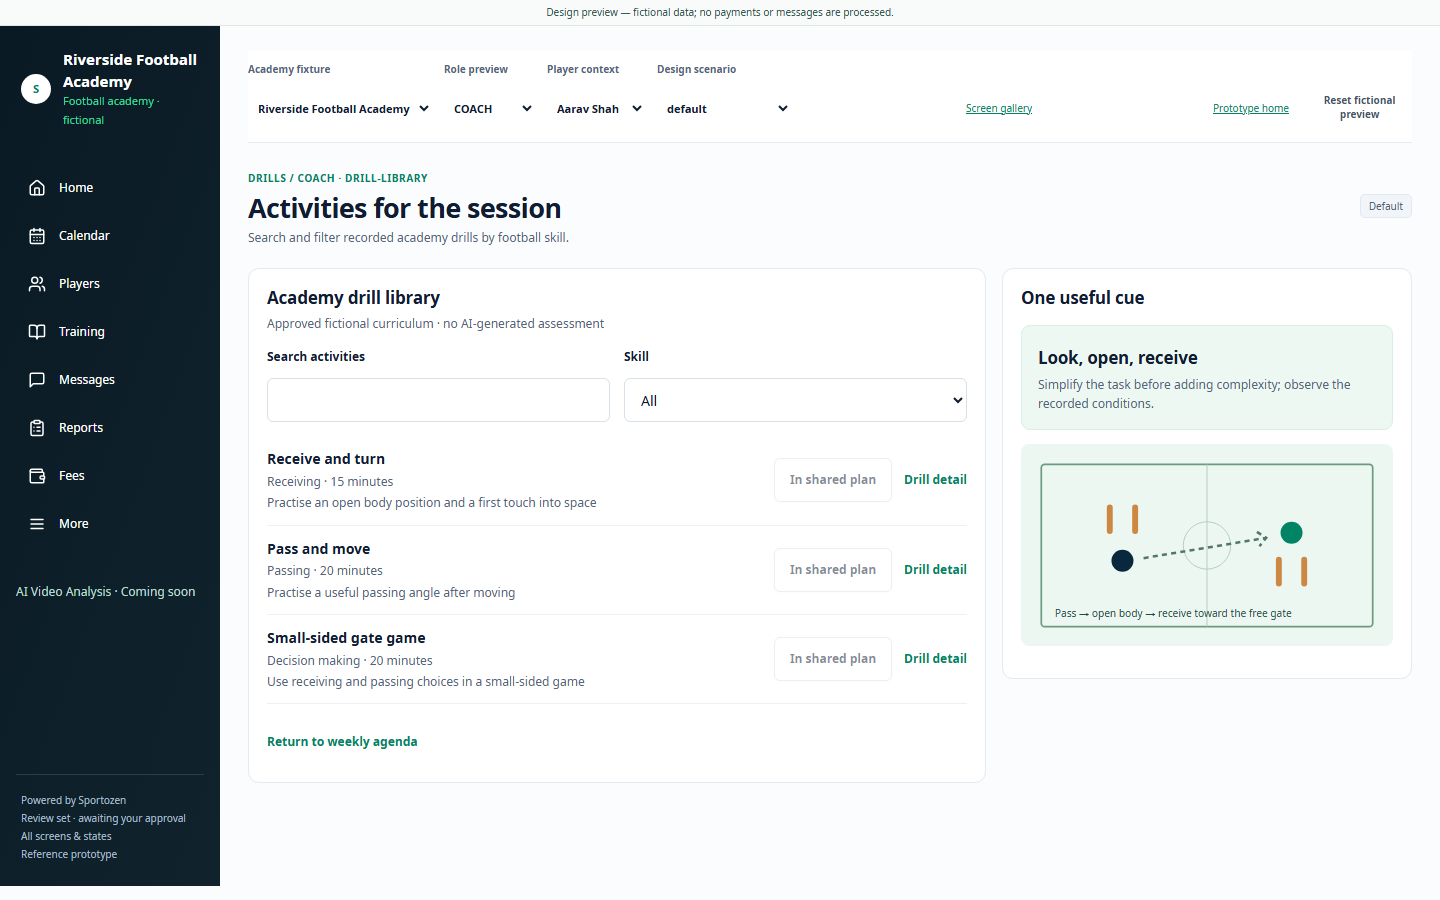 Design preview — fictional data; no payments or messages are processed.
S
Riverside Football
Academy
Football academy ·
fictional
Home
Calendar
Players
Training
Messages
Reports
Fees
More
AI Video Analysis · Coming soon
Powered by Sportozen
Review set · awaiting your approval
All screens & states
Reference prototype
Academy fixture
Role preview
Player context
Design scenario
Riverside Football Academy
COACH
Aarav Shah
default
Screen gallery
Prototype home
Reset fictional
preview
DRILLS / COACH · DRILL-LIBRARY
Activities for the session
Search and filter recorded academy drills by football skill.
Default
Academy drill library
Approved fictional curriculum · no AI-generated assessment
Search activities
Skill
All
Receive and turn
Receiving · 15 minutes
Practise an open body position and a first touch into space
In shared plan
Drill detail
Pass and move
Passing · 20 minutes
Practise a useful passing angle after moving
In shared plan
Drill detail
Small-sided gate game
Decision making · 20 minutes
Use receiving and passing choices in a small-sided game
In shared plan
Drill detail
Return to weekly agenda
One useful cue
Look, open, receive
Simplify the task before adding complexity; observe the
recorded conditions.
Pass → open body → receive toward the free gate